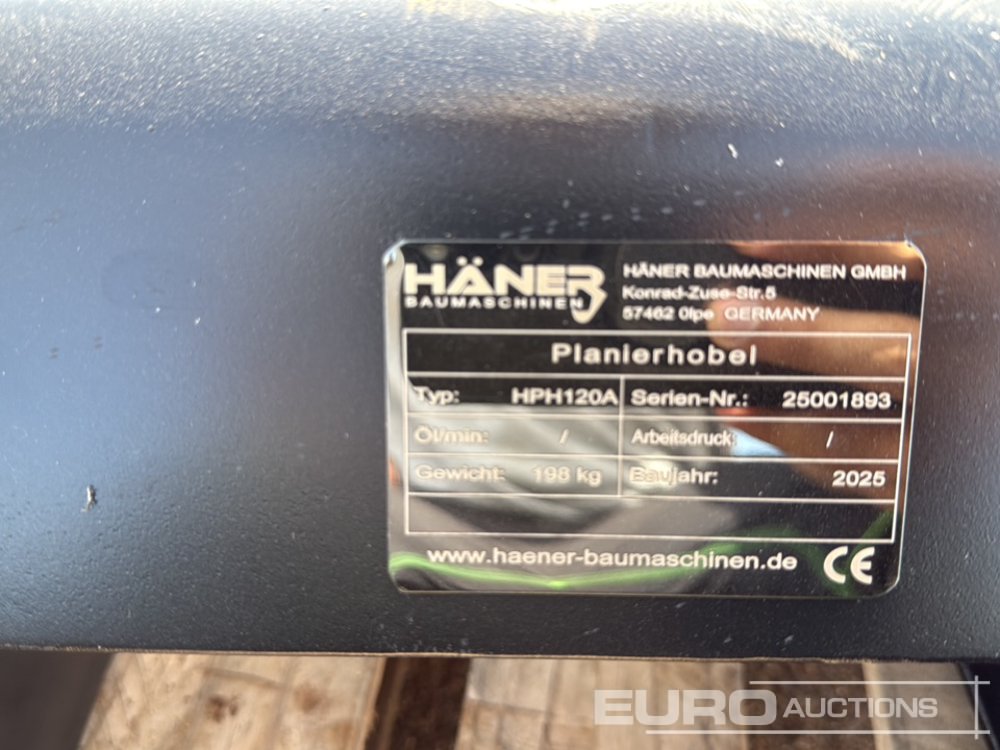 HÄNER
BAUMASCHINEN
HÄNER BAUMASCHINEN GMBH
Konrad-Zuse-Str.5
57462 Olpe GERMANY
Planierhobel
Typ: HPH120A Serien-Nr.: 25001893
Öl/min: / Arbeitsdruck: /
Gewicht: 198 kg Baujahr: 2025
www.haener-baumaschinen.de CE
EURO AUCTIONS